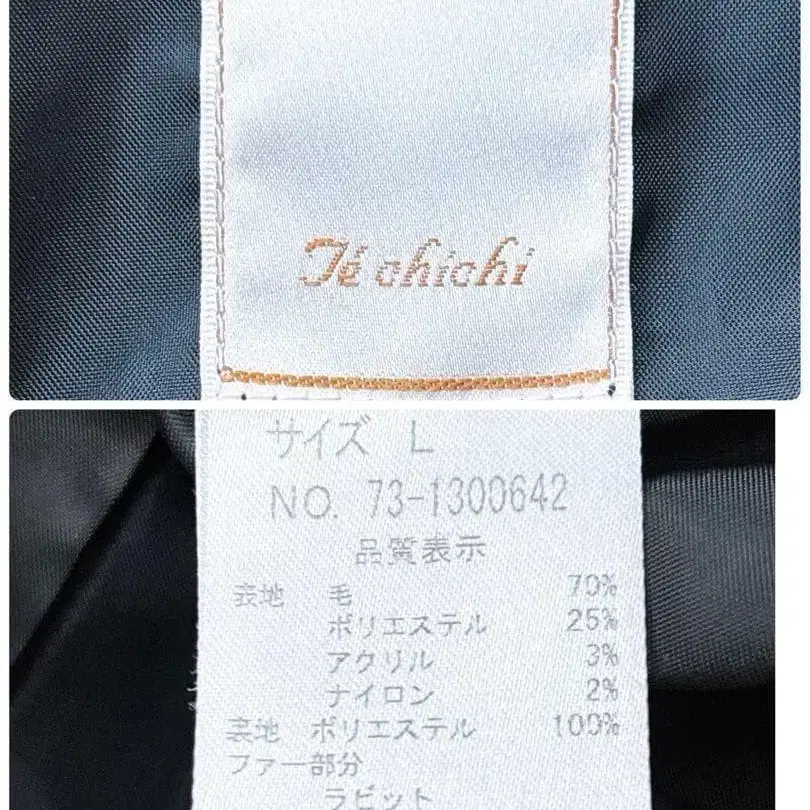 Té chichi
サイズ L
NO. 73-1300642
品質表示
表地 毛 70%
ポリエステル 25%
アクリル 3%
ナイロン 2%
裏地 ポリエステル 100%
ファー部分
ラビット